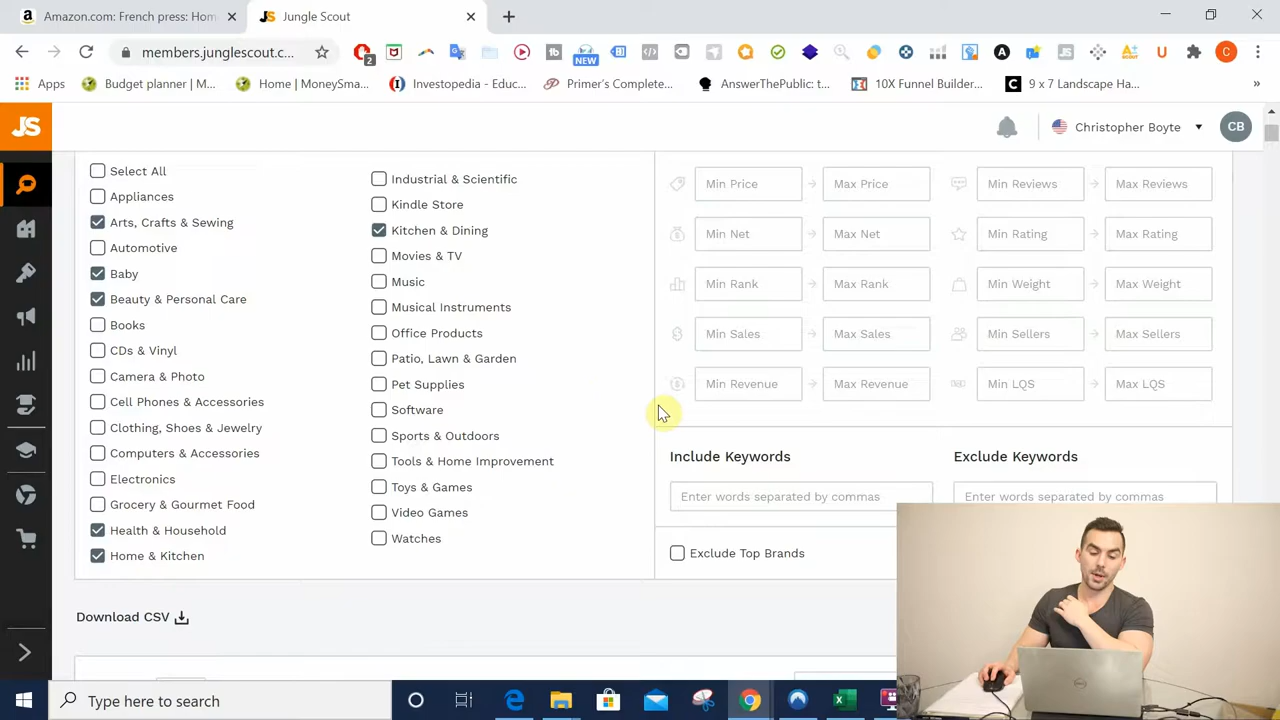 Amazon.com: French press: Hom
Jungle Scout
members.junglescout.c...
2
NEW
Apps
Budget planner | M...
Home | MoneySma...
Investopedia - Educ...
Primer's Complete...
AnswerThePublic: t...
10X Funnel Builder...
9 x 7 Landscape Ha...
JS
Christopher Boyte
CB
Select All
Appliances
Arts, Crafts & Sewing
Automotive
Baby
Beauty & Personal Care
Books
CDs & Vinyl
Camera & Photo
Cell Phones & Accessories
Clothing, Shoes & Jewelry
Computers & Accessories
Electronics
Grocery & Gourmet Food
Health & Household
Home & Kitchen
Industrial & Scientific
Kindle Store
Kitchen & Dining
Movies & TV
Music
Musical Instruments
Office Products
Patio, Lawn & Garden
Pet Supplies
Software
Sports & Outdoors
Tools & Home Improvement
Toys & Games
Video Games
Watches
Min Price Max Price Min Reviews Max Reviews
Min Net Max Net Min Rating Max Rating
Min Rank Max Rank Min Weight Max Weight
Min Sales Max Sales Min Sellers Max Sellers
Min Revenue Max Revenue Min LQS Max LQS
Include Keywords
Enter words separated by commas
Exclude Keywords
Enter words separated by commas
Exclude Top Brands
Download CSV
Type here to search